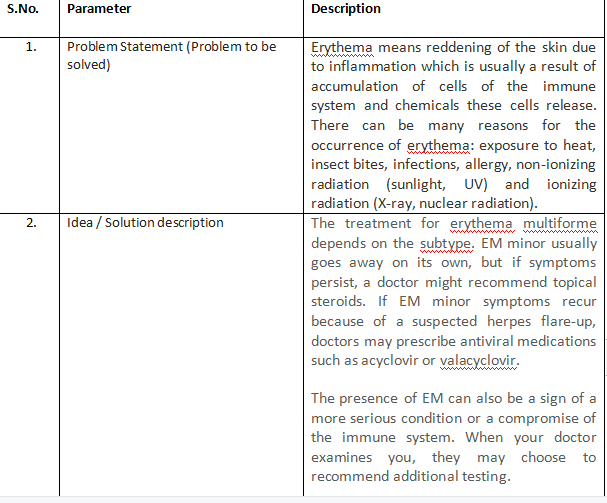 S.No. Parameter Description
1. Problem Statement (Problem to be solved)
Erythema means reddening of the skin due
to inflammation which is usually a result of
accumulation of cells of the immune
system and chemicals these cells release.
There can be many reasons for the
occurrence of erythema: exposure to heat,
insect bites, infections, allergy, non-ionizing
radiation (sunlight, UV) and ionizing
radiation (X-ray, nuclear radiation).
2. Idea / Solution description
The treatment for erythema multiforme
depends on the subtype. EM minor usually
goes away on its own, but if symptoms
persist, a doctor might recommend topical
steroids. If EM minor symptoms recur
because of a suspected herpes flare-up,
doctors may prescribe antiviral medications
such as acyclovir or valacyclovir.
The presence of EM can also be a sign of a
more serious condition or a compromise of
the immune system. When your doctor
examines you, they may choose to
recommend additional testing.